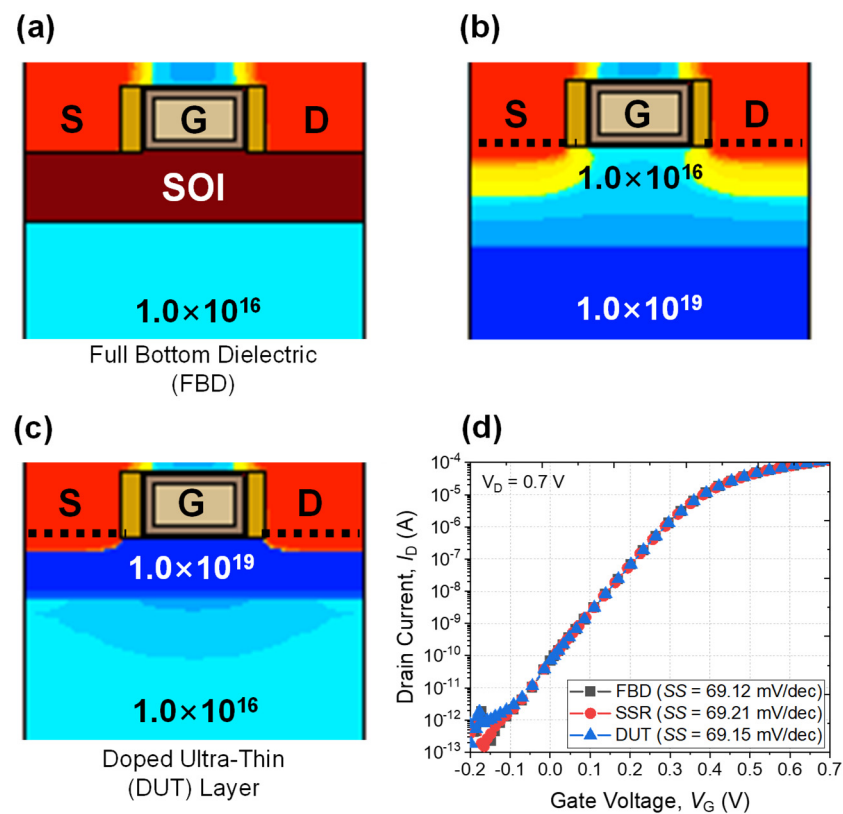 (a)
S
G
D
SOI
1.0×10¹⁶
Full Bottom Dielectric
(FBD)
(b)
S
G
D
1.0×10¹⁶
1.0×10¹⁹
(c)
S
G
D
1.0×10¹⁹
1.0×10¹⁶
Doped Ultra-Thin
(DUT) Layer
(d)
V_D = 0.7 V
Drain Current, I_D (A)
10⁻⁴
10⁻⁵
10⁻⁶
10⁻⁷
10⁻⁸
10⁻⁹
10⁻¹⁰
10⁻¹¹
10⁻¹²
10⁻¹³
FBD (SS = 69.12 mV/dec)
SSR (SS = 69.21 mV/dec)
DUT (SS = 69.15 mV/dec)
-0.2 -0.1 0.0 0.1 0.2 0.3 0.4 0.5 0.6 0.7
Gate Voltage, V_G (V)